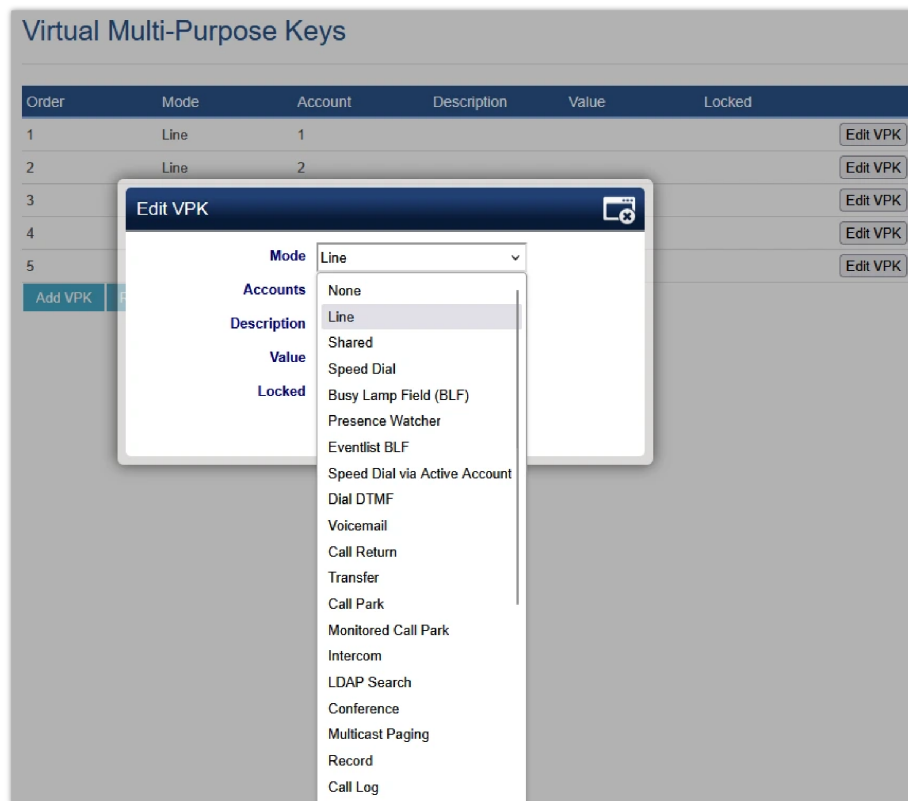 Virtual Multi-Purpose Keys
Order Mode Account Description Value Locked
1 Line 1 Edit VPK
2 Line 2 Edit VPK
3 Edit VPK
4 Edit VPK
5 Edit VPK
Add VPK
Edit VPK
Mode Line
Accounts
Description
Value
Locked
None
Line
Shared
Speed Dial
Busy Lamp Field (BLF)
Presence Watcher
Eventlist BLF
Speed Dial via Active Account
Dial DTMF
Voicemail
Call Return
Transfer
Call Park
Monitored Call Park
Intercom
LDAP Search
Conference
Multicast Paging
Record
Call Log